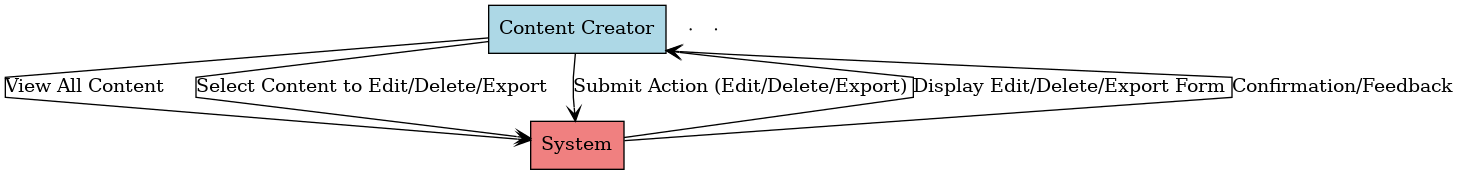 Content Creator
. .
View All Content
Select Content to Edit/Delete/Export
Submit Action (Edit/Delete/Export)
Display Edit/Delete/Export Form
Confirmation/Feedback
System